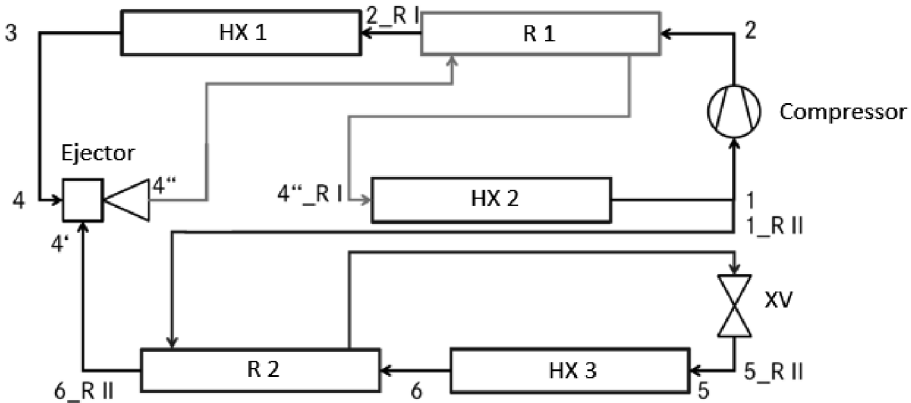 3
HX 1
2_R I
R 1
2
Compressor
Ejector
4
4“
4“_R I
HX 2
1
1_R II
4‘
XV
R 2
HX 3
6_R II
6
5
5_R II